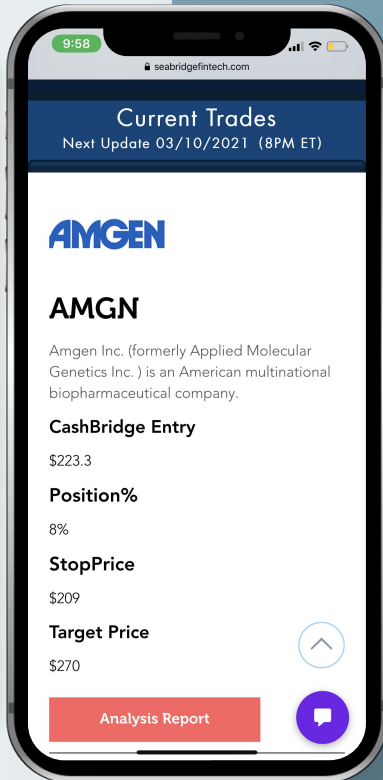 9:58
seabridgefintech.com
Current Trades
Next Update 03/10/2021 (8PM ET)
AMGEN
AMGN
Amgen Inc. (formerly Applied Molecular
Genetics Inc. ) is an American multinational
biopharmaceutical company.
CashBridge Entry
$223.3
Position%
8%
StopPrice
$209
Target Price
$270
Analysis Report